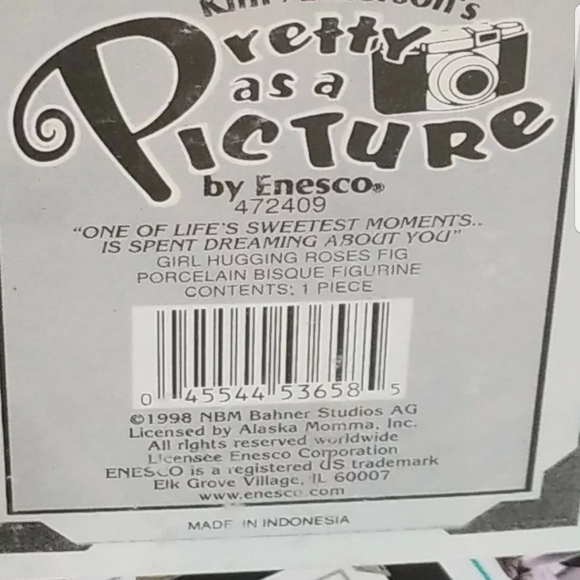 Pretty
as a
PICTURE
by Enesco®
472409
"ONE OF LIFE'S SWEETEST MOMENTS..
IS SPENT DREAMING ABOUT YOU"
GIRL HUGGING ROSES FIG
PORCELAIN BISQUE FIGURINE
CONTENTS: 1 PIECE
0 45544 53658 5
©1998 NBM Bahner Studios AG
Licensed by Alaska Momma, Inc.
All rights reserved worldwide
Licensee Enesco Corporation
ENESCO is a registered US trademark
Elk Grove Village, IL 60007
www.enesco.com
MADE IN INDONESIA